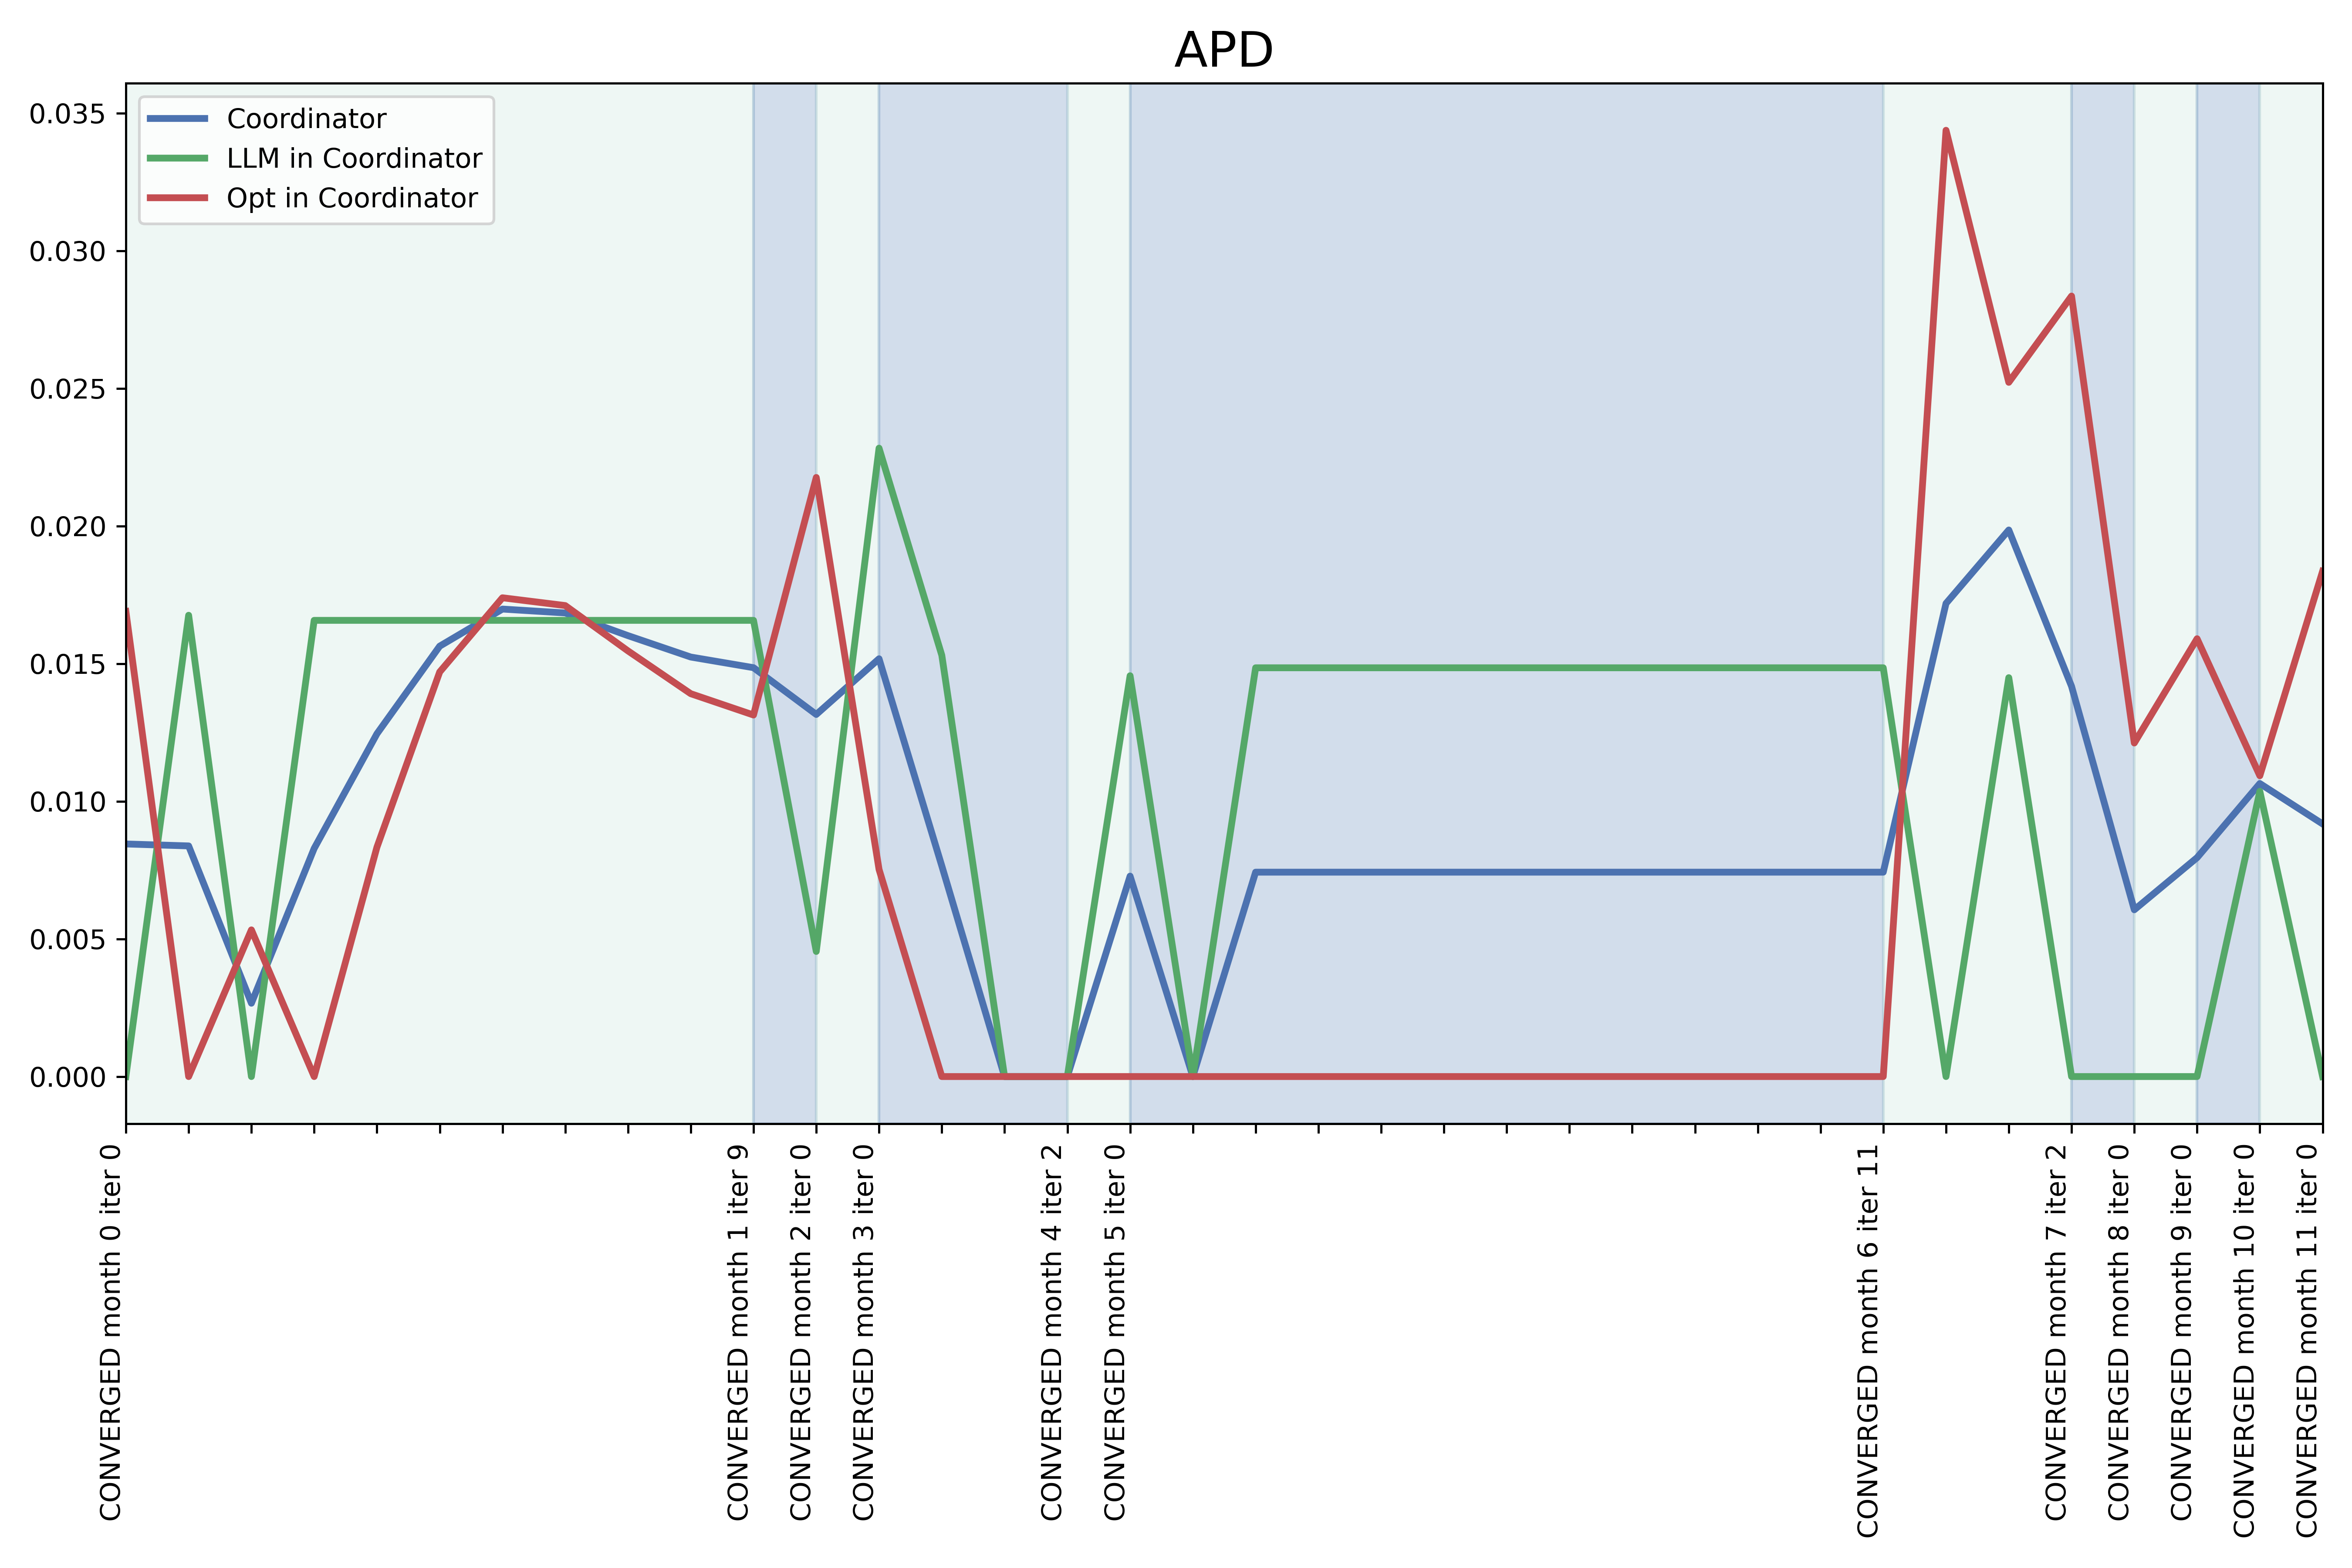 APD
0.035
0.030
0.025
0.020
0.015
0.010
0.005
0.000
Coordinator
LLM in Coordinator
Opt in Coordinator
CONVERGED month 0 iter 0
CONVERGED month 1 iter 9
CONVERGED month 2 iter 0
CONVERGED month 3 iter 0
CONVERGED month 4 iter 2
CONVERGED month 5 iter 0
CONVERGED month 6 iter 11
CONVERGED month 7 iter 2
CONVERGED month 8 iter 0
CONVERGED month 9 iter 0
CONVERGED month 10 iter 0
CONVERGED month 11 iter 0